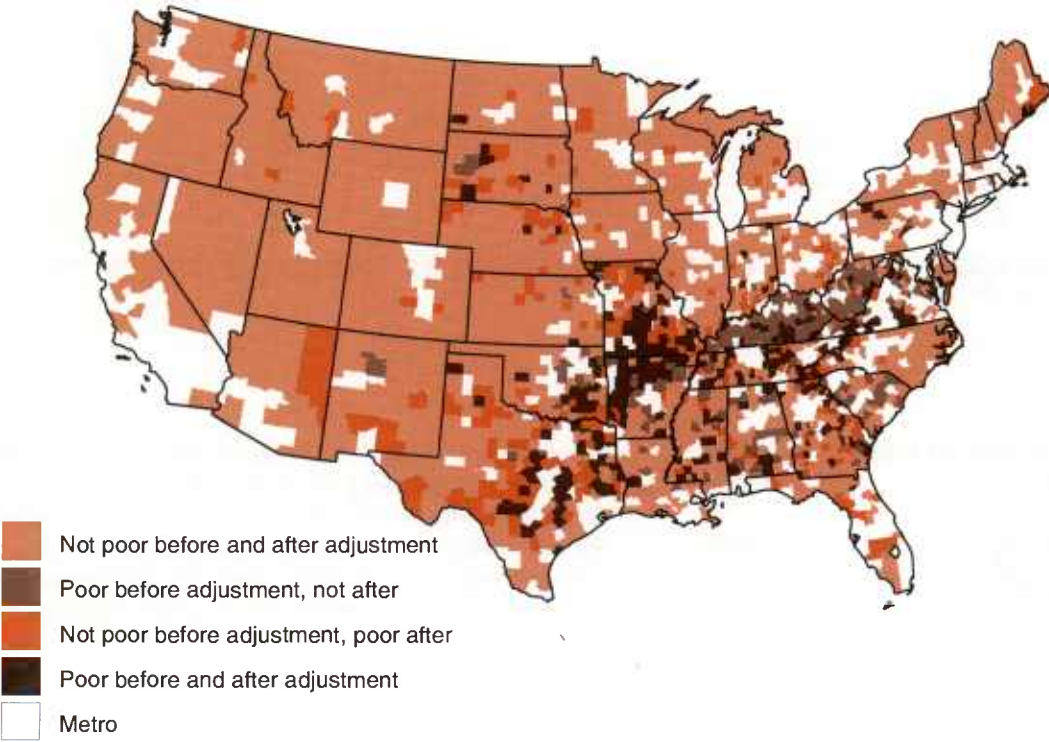 Not poor before and after adjustment
Poor before adjustment, not after
Not poor before adjustment, poor after
Poor before and after adjustment
Metro